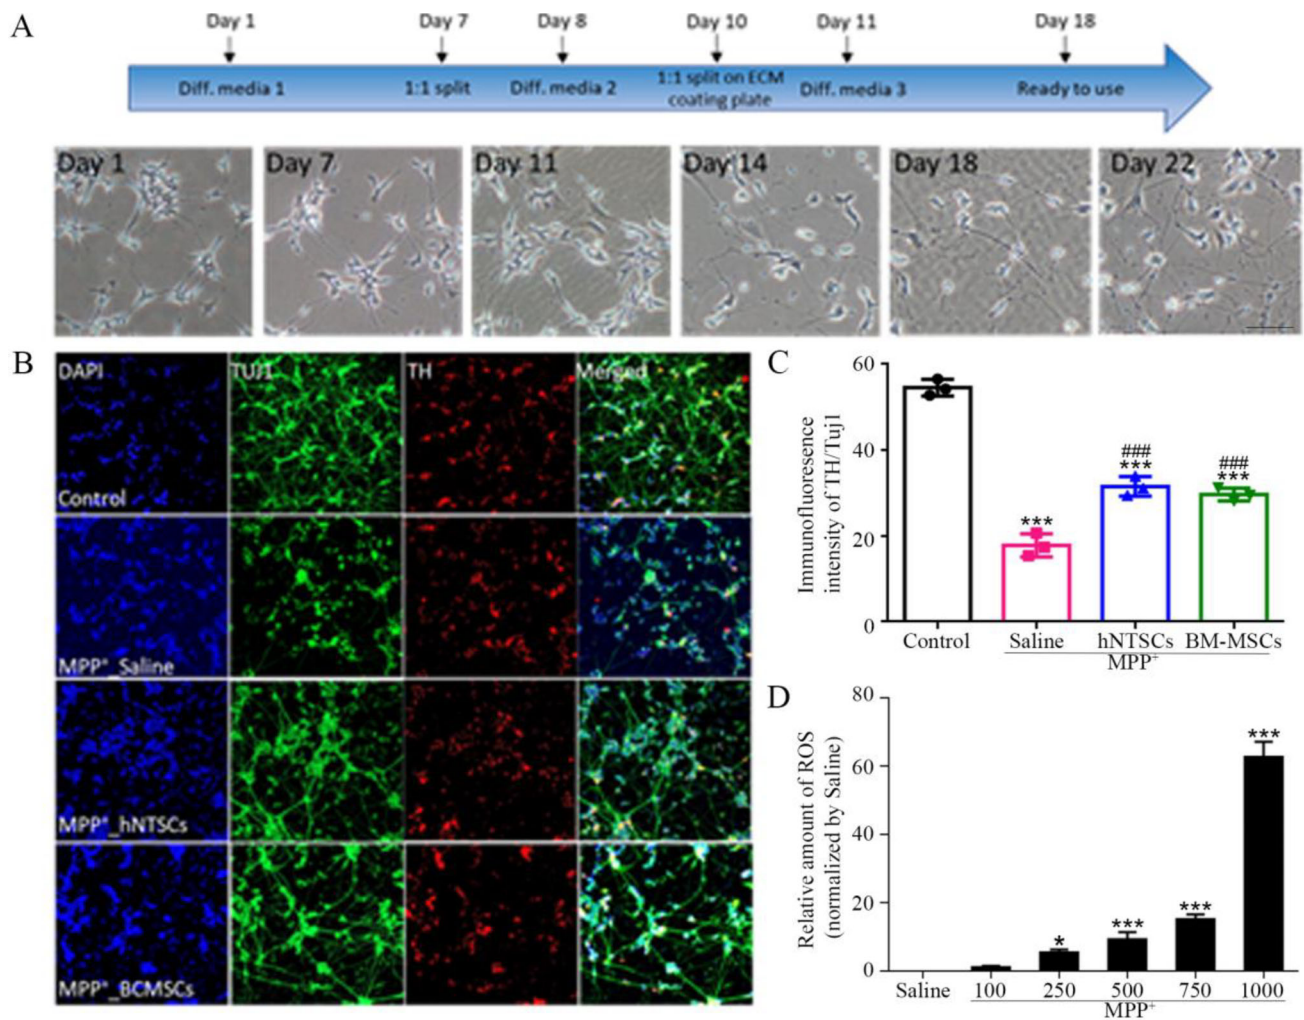 A
Day 1
Day 7
Day 8
Day 10
Day 11
Day 18
Diff. media 1
1:1 split
Diff. media 2
1:1 split on ECM
coating plate
Diff. media 3
Ready to use
Day 1
Day 7
Day 11
Day 14
Day 18
Day 22
B
DAPI
TUJ1
TH
Merged
Control
MPP⁺_Saline
MPP⁺_hNTSCs
MPP⁺_BCMSCs
C
Immunofluoresence
intensity of TH/Tuj1
60
40
20
0
***
###
***
###
***
Control
Saline
hNTSCs
BM-MSCs
MPP⁺
D
Relative amount of ROS
(normalized by Saline)
80
60
40
20
0
*
***
***
***
Saline
100
250
500
750
1000
MPP⁺